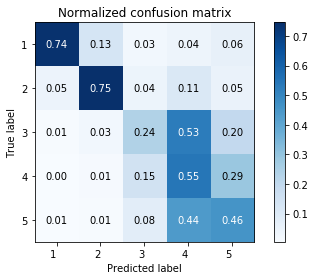 Normalized confusion matrix
True label
1 0.74 0.13 0.03 0.04 0.06
2 0.05 0.75 0.04 0.11 0.05
3 0.01 0.03 0.24 0.53 0.20
4 0.00 0.01 0.15 0.55 0.29
5 0.01 0.01 0.08 0.44 0.46
1 2 3 4 5
Predicted label
0.7
0.6
0.5
0.4
0.3
0.2
0.1